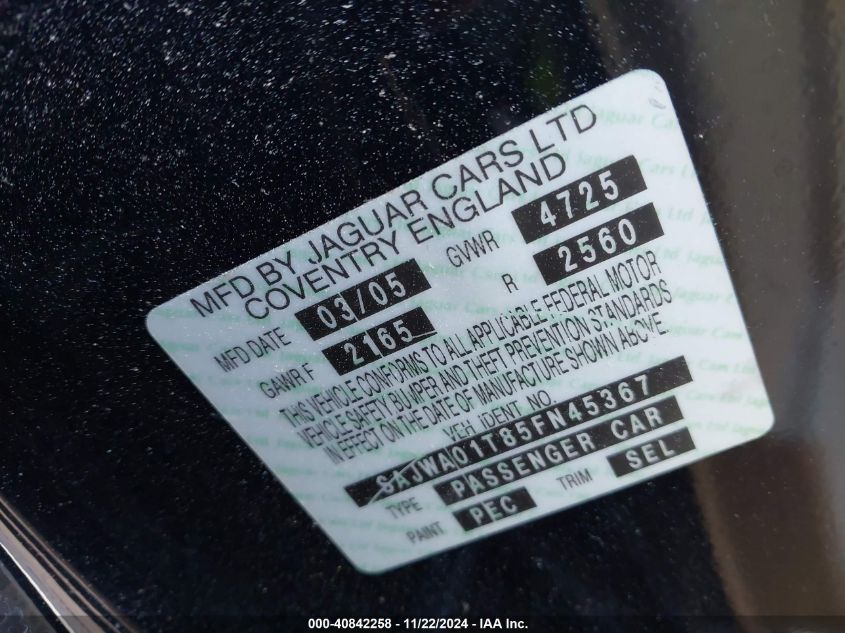 MFD BY JAGUAR CARS LTD
COVENTRY ENGLAND
MFD DATE 03/05 GVWR 4725
GAWR F 2165 R 2560
THIS VEHICLE CONFORMS TO ALL APPLICABLE FEDERAL MOTOR
VEHICLE SAFETY BUMPER AND THEFT PREVENTION STANDARDS
IN EFFECT ON THE DATE OF MANUFACTURE SHOWN ABOVE.
VEH IDENT NO.
SAJWA01T85FN45367
TYPE PASSENGER CAR
PAINT PEC TRIM SEL
000-40842258 - 11/22/2024 - IAA Inc.